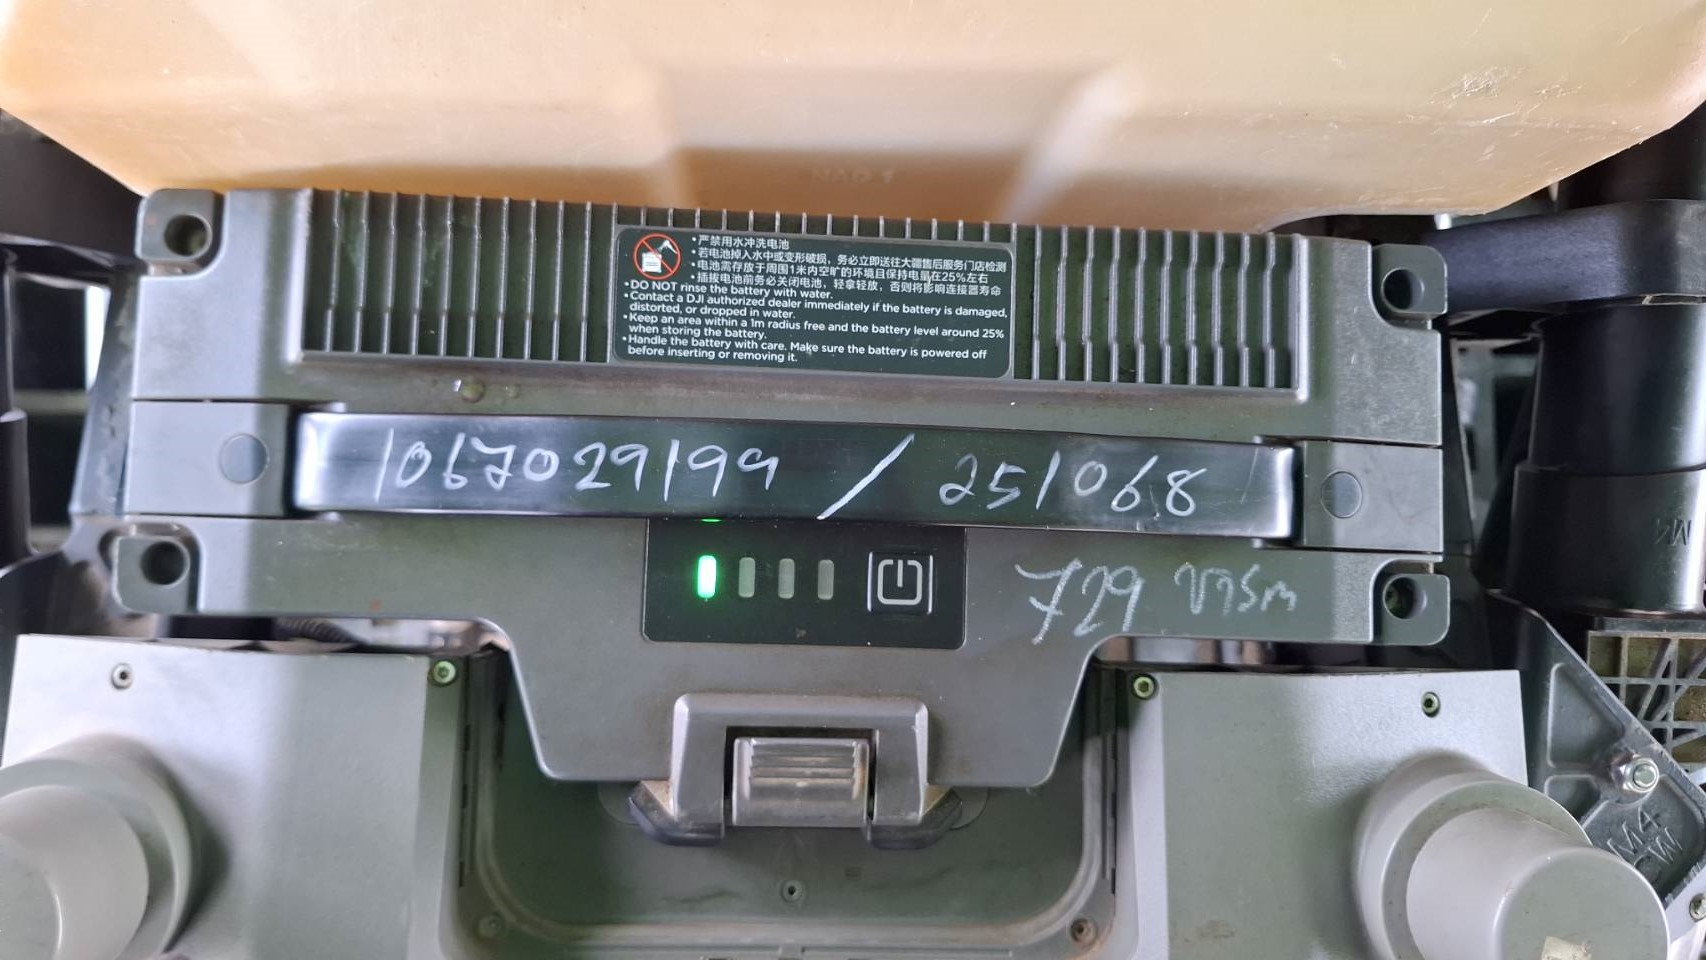 •严禁用水冲洗电池
•若电池掉入水中或变形破损，务必立即送往大疆售后服务门店检测
•电池需存放于周围1米内空旷的环境且保持电量在25%左右
•插拔电池前务必关闭电池，轻拿轻放，否则将影响连接器寿命
•DO NOT rinse the battery with water.
•Contact a DJI authorized dealer immediately if the battery is damaged,
distorted, or dropped in water.
•Keep an area within a 1m radius free and the battery level around 25%
when storing the battery.
•Handle the battery with care. Make sure the battery is powered off
before inserting or removing it.
1067029199 / 251068
729
M4
M4
CW